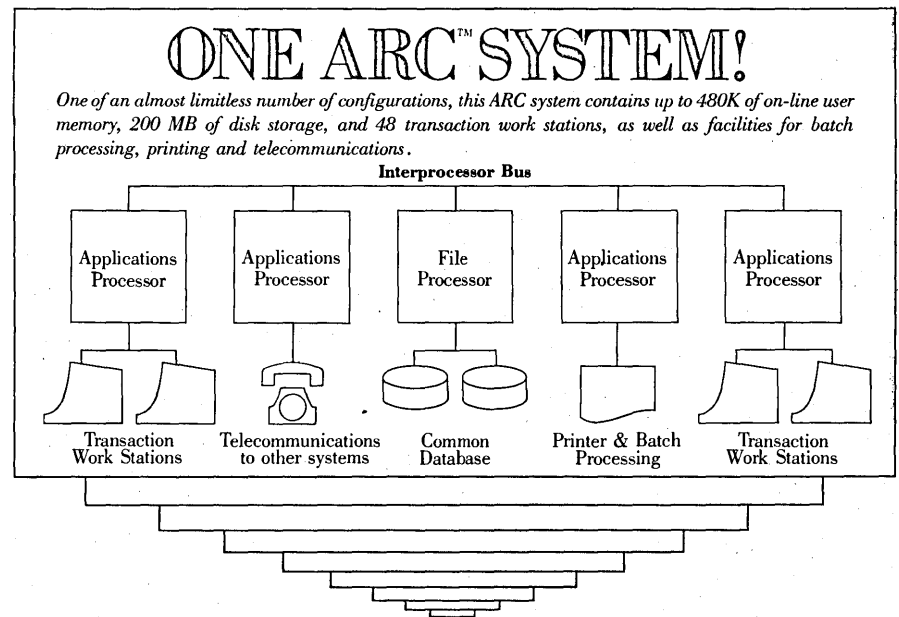 ONE ARC™ SYSTEM!
One of an almost limitless number of configurations, this ARC system contains up to 480K of on-line user
memory, 200 MB of disk storage, and 48 transaction work stations, as well as facilities for batch
processing, printing and telecommunications.
Interprocessor Bus
Applications
Processor
Applications
Processor
File
Processor
Applications
Processor
Applications
Processor
Transaction
Work Stations
Telecommunications
to other systems
Common
Database
Printer & Batch
Processing
Transaction
Work Stations